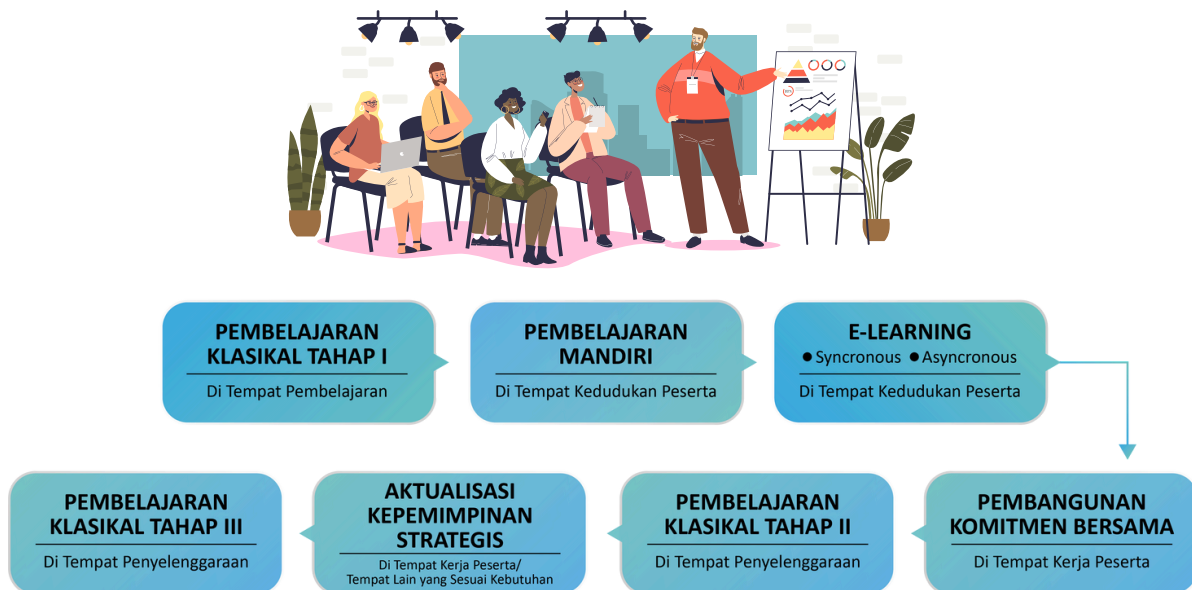 PEMBELAJARAN
KLASIKAL TAHAP I
Di Tempat Pembelajaran
PEMBELAJARAN
MANDIRI
Di Tempat Kedudukan Peserta
E-LEARNING
● Syncronous ● Asyncronous
Di Tempat Kedudukan Peserta
PEMBANGUNAN
KOMITMEN BERSAMA
Di Tempat Kerja Peserta
PEMBELAJARAN
KLASIKAL TAHAP II
Di Tempat Penyelenggaraan
AKTUALISASI
KEPEMIMPINAN
STRATEGIS
Di Tempat Kerja Peserta/
Tempat Lain yang Sesuai Kebutuhan
PEMBELAJARAN
KLASIKAL TAHAP III
Di Tempat Penyelenggaraan